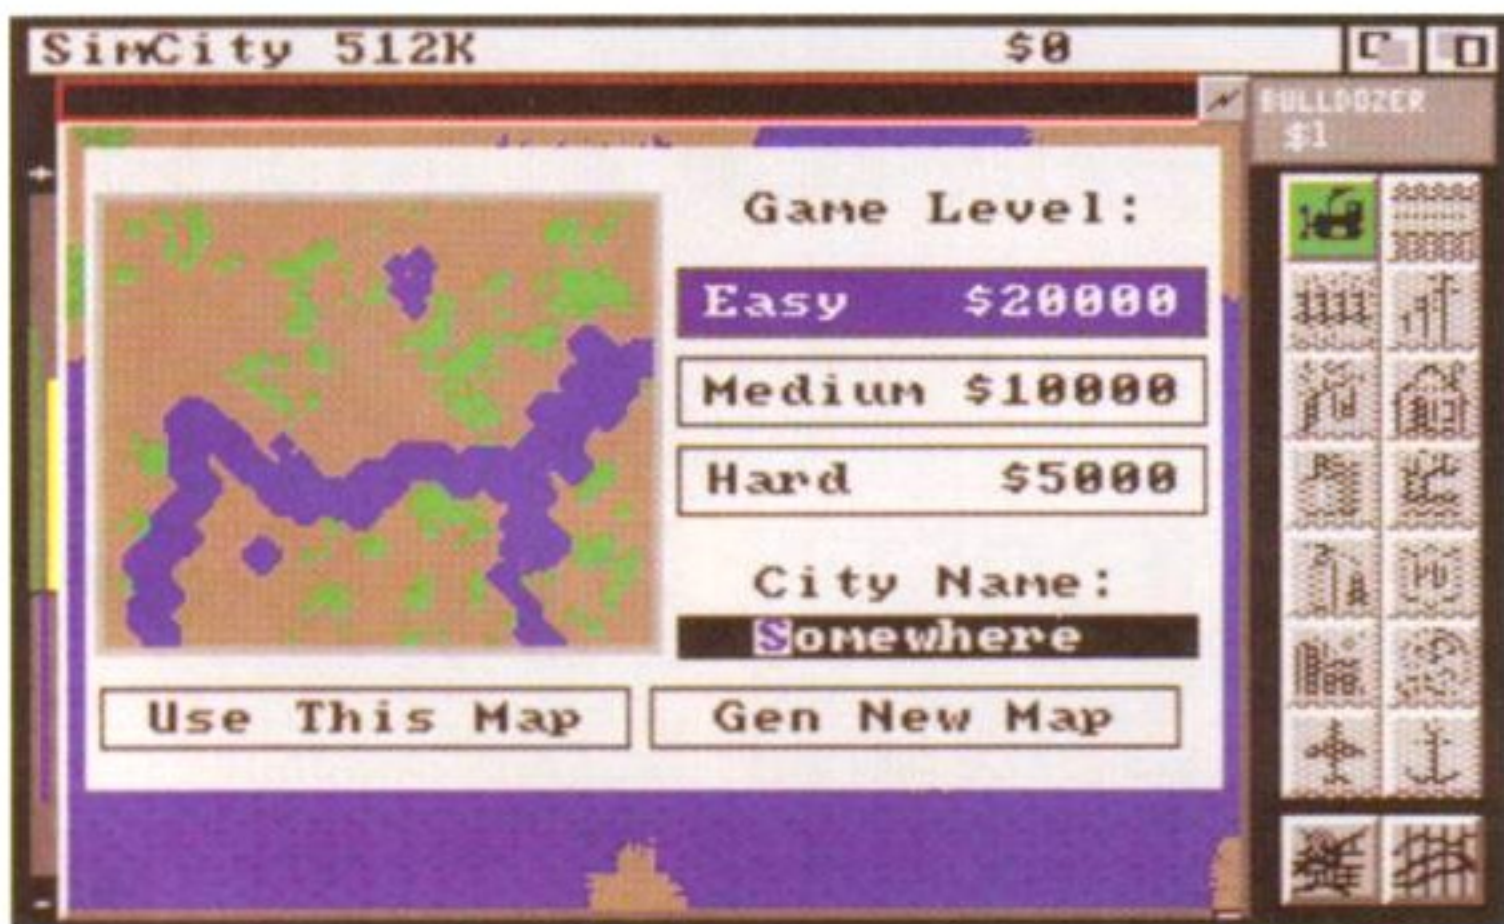 SimCity 512K $0
BULLDOZER
$1
Game Level:
Easy $20000
Medium $10000
Hard $5000
City Name:
Somewhere
Use This Map
Gen New Map